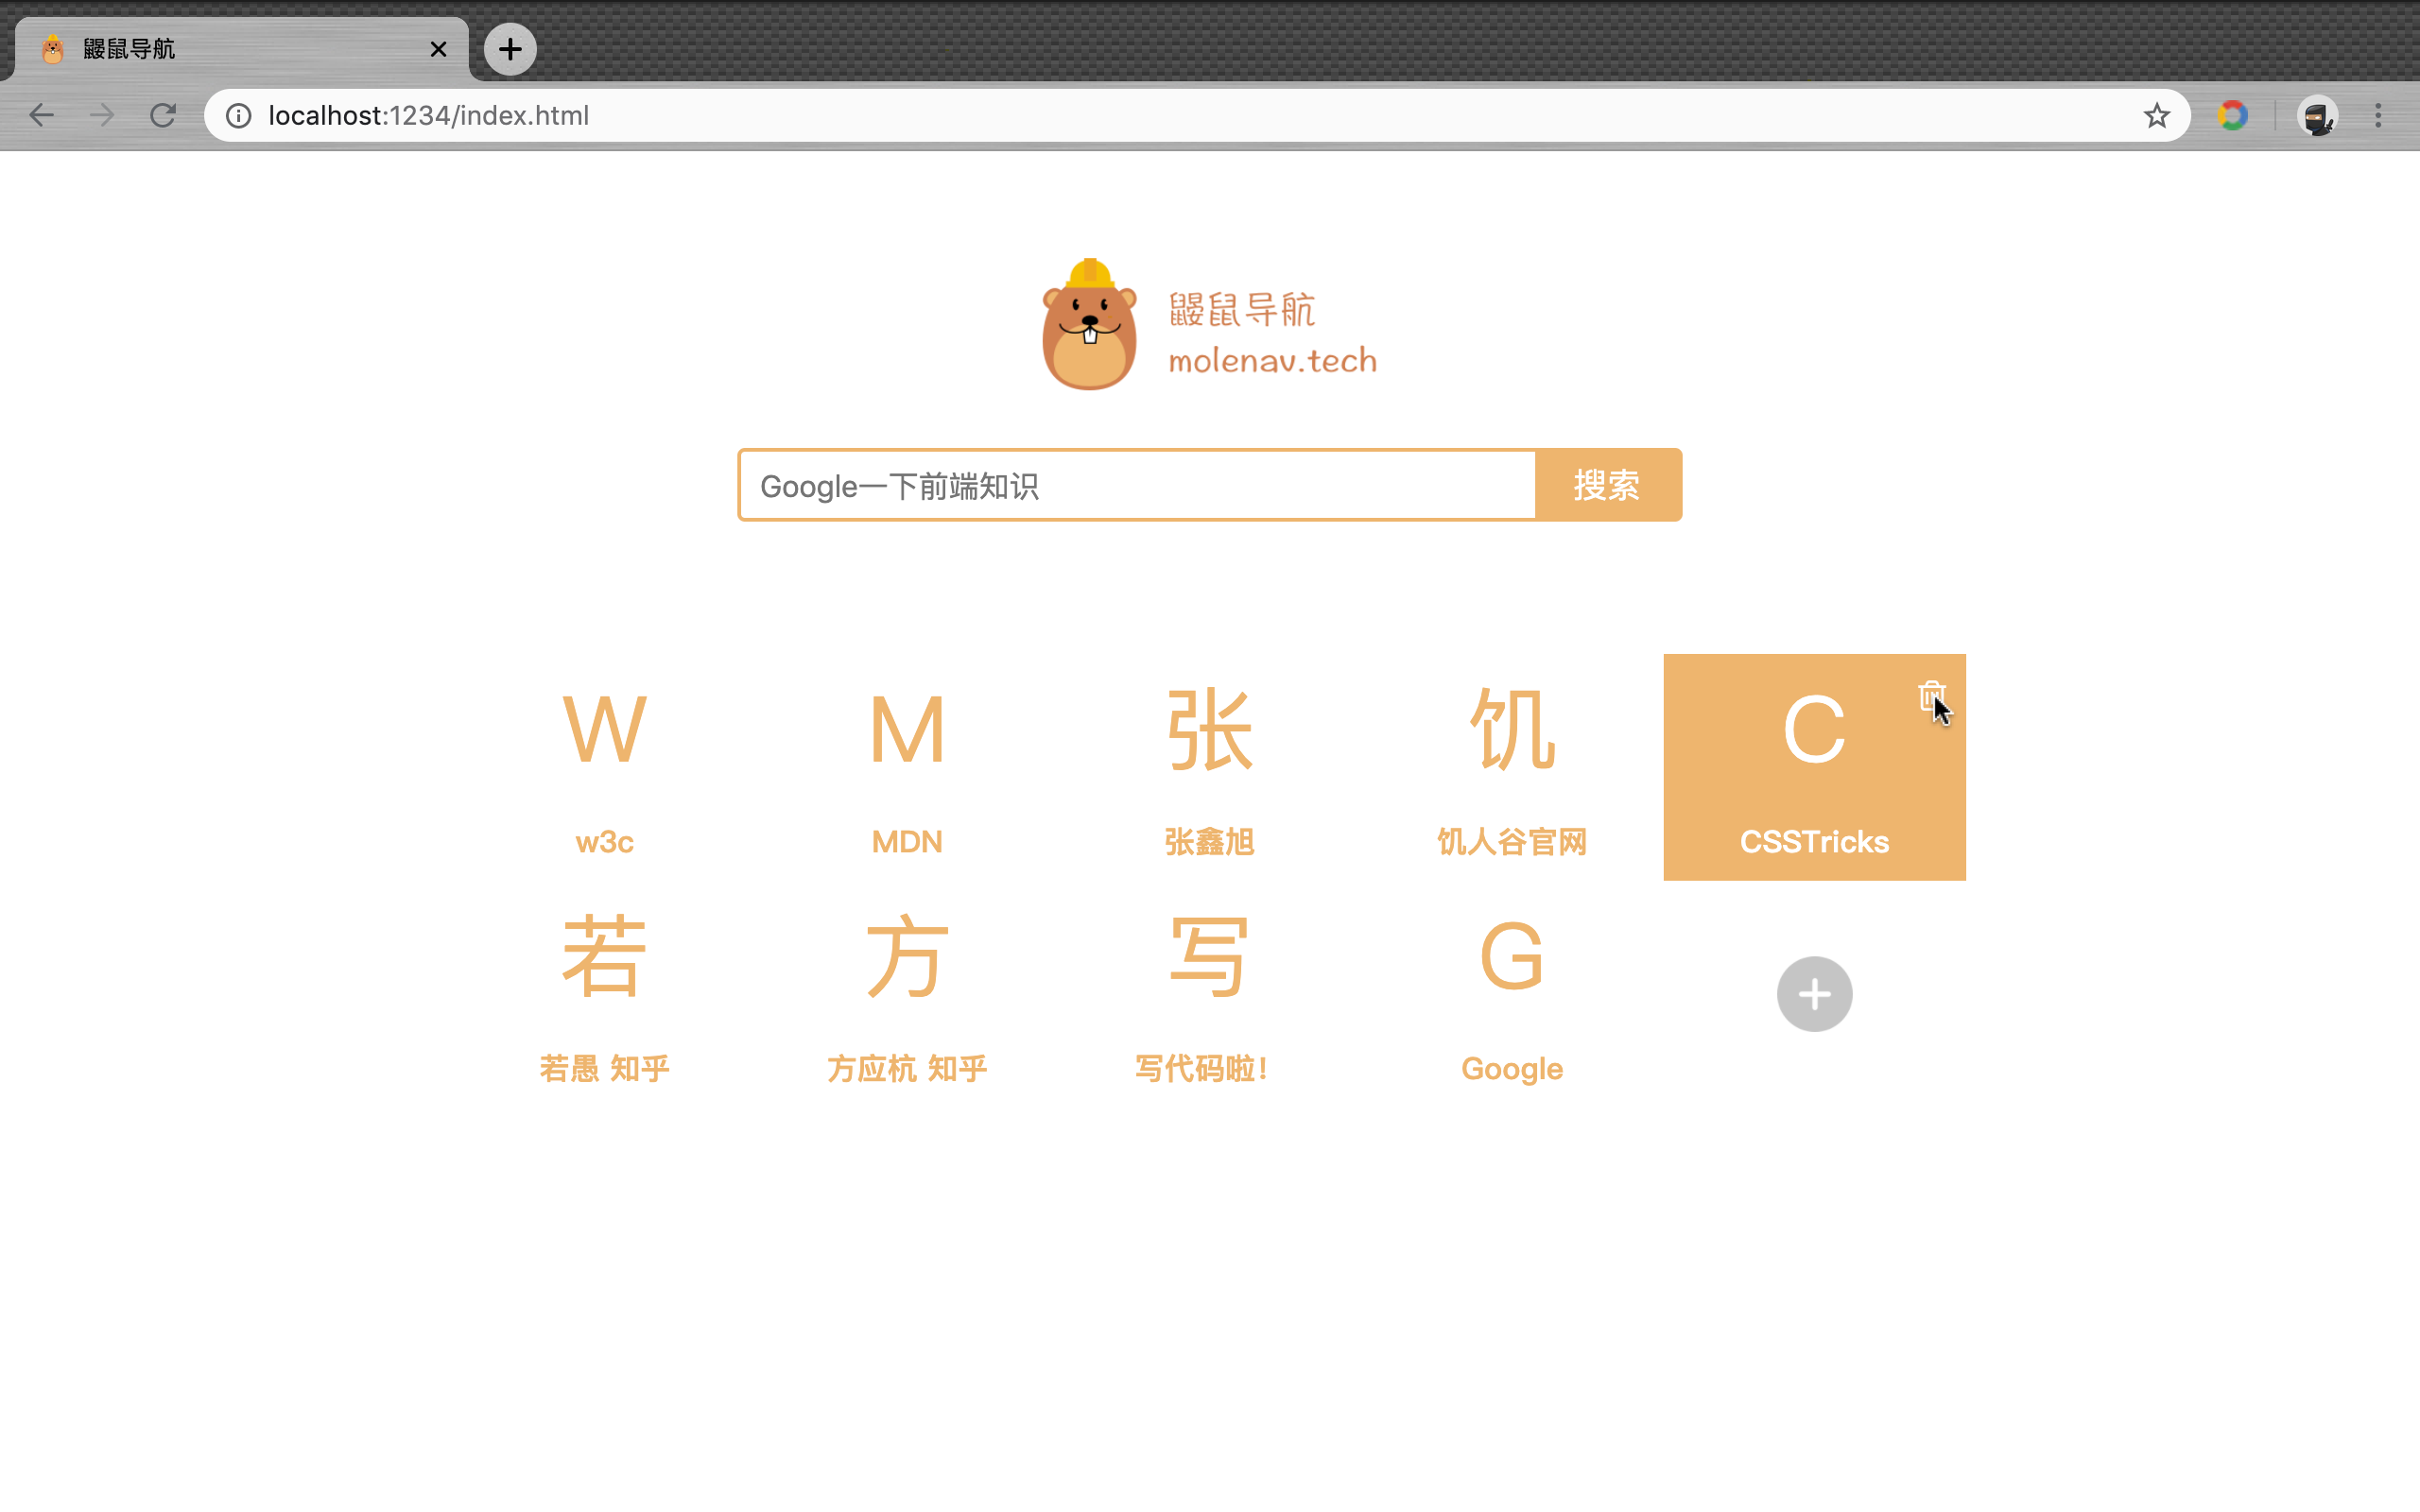 鼹鼠导航
localhost:1234/index.html
鼹鼠导航
molenav.tech
Google一下前端知识 搜索
W M 张 饥 C
w3c MDN 张鑫旭 饥人谷官网 CSSTricks
若 方 写 G
若愚 知乎 方应杭 知乎 写代码啦! Google